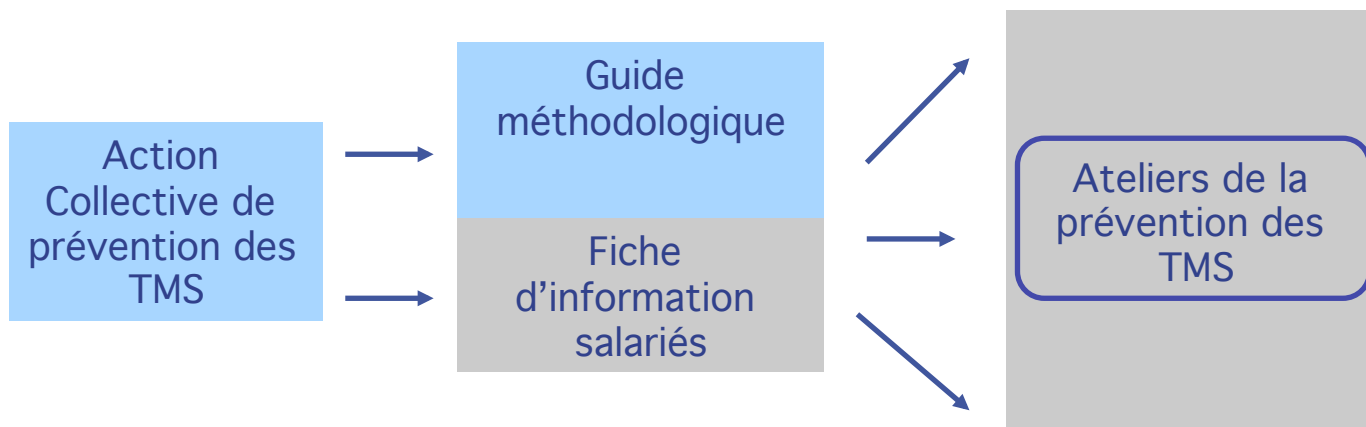 Action
Collective de
prévention des
TMS
Guide
méthodologique
Fiche
d’information
salariés
Ateliers de la
prévention des
TMS